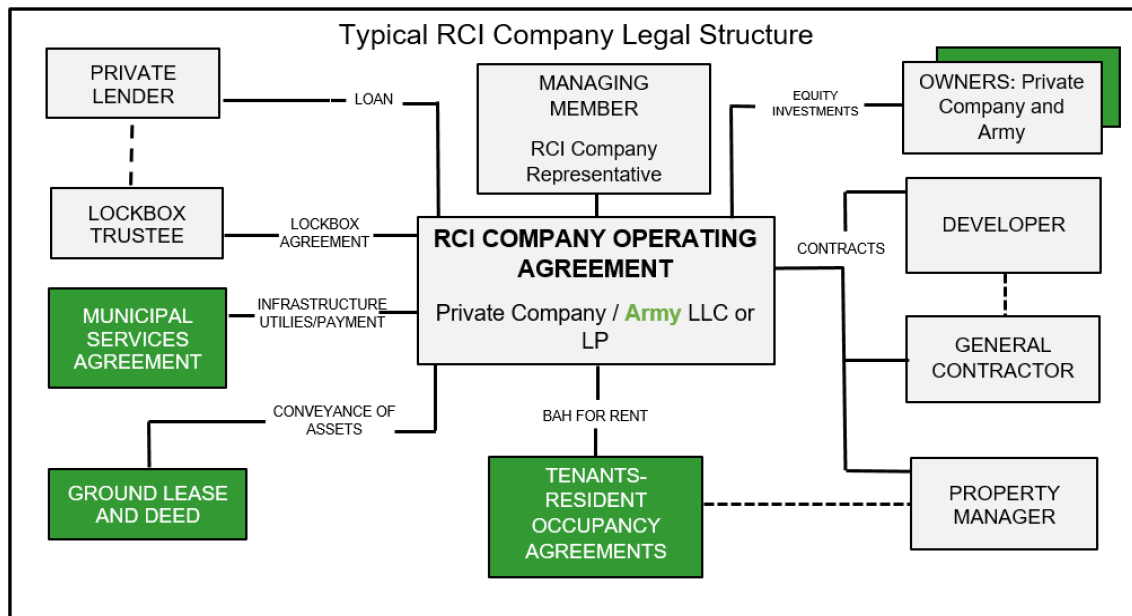 Typical RCI Company Legal Structure
PRIVATE
LENDER
LOAN
MANAGING
MEMBER
RCI Company
Representative
EQUITY
INVESTMENTS
OWNERS: Private
Company and
Army
LOCKBOX
TRUSTEE
LOCKBOX
AGREEMENT
RCI COMPANY OPERATING
AGREEMENT
Private Company / Army LLC or
LP
CONTRACTS
DEVELOPER
MUNICIPAL
SERVICES
AGREEMENT
INFRASTRUCTURE
UTILIES/PAYMENT
GENERAL
CONTRACTOR
CONVEYANCE OF
ASSETS
BAH FOR RENT
GROUND LEASE
AND DEED
TENANTS-
RESIDENT
OCCUPANCY
AGREEMENTS
PROPERTY
MANAGER